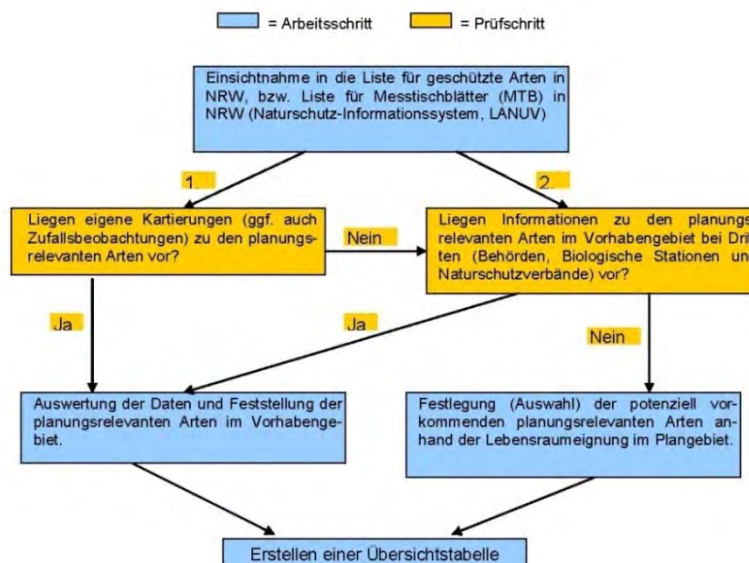 = Arbeitsschritt
= Prüfschritt
Einsichtnahme in die Liste für geschützte Arten in
NRW, bzw. Liste für Messtischblätter (MTB) in
NRW (Naturschutz-Informationssystem, LANUV)
1.
2.
Liegen eigene Kartierungen (ggf. auch
Zufallsbeobachtungen) zu den planungs-
relevanten Arten vor?
Nein
Liegen Informationen zu den planungs
relevanten Arten im Vorhabengebiet bei Drit
ten (Behörden, Biologische Stationen un
Naturschutzverbände) vor?
Ja
Ja
Nein
Auswertung der Daten und Feststellung der
planungsrelevanten Arten im Vorhabenge-
biet.
Festlegung (Auswahl) der potenziell vor-
kommenden planungsrelevanten Arten an-
hand der Lebensraumeignung im Plangebiet.
Erstellen einer Übersichtstabelle